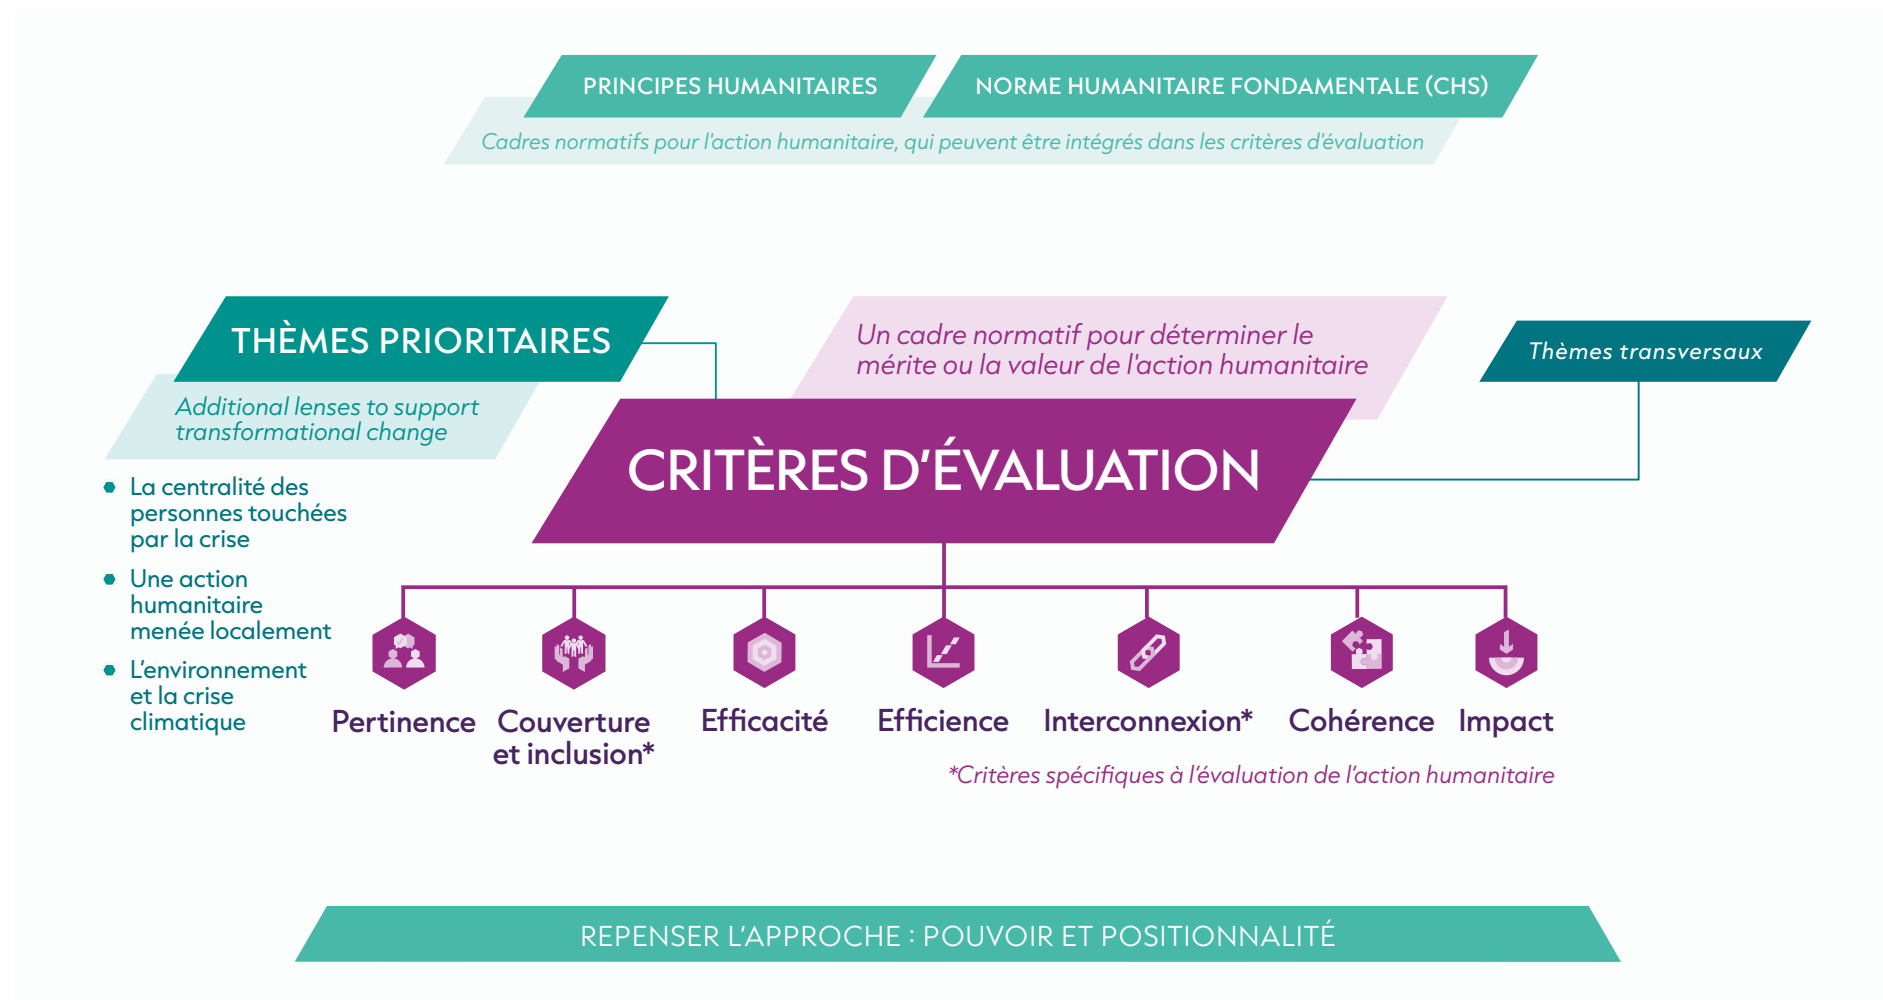 PRINCIPES HUMANITAIRES
NORME HUMANITAIRE FONDAMENTALE (CHS)
Cadres normatifs pour l'action humanitaire, qui peuvent être intégrés dans les critères d'évaluation
THÈMES PRIORITAIRES
Additional lenses to support
transformational change
La centralité des
personnes touchées
par la crise
Une action
humanitaire
menée localement
L'environnement
et la crise
climatique
Un cadre normatif pour déterminer le
mérite ou la valeur de l'action humanitaire
CRITÈRES D'ÉVALUATION
Thèmes transversaux
Pertinence
Couverture
et inclusion*
Efficacité
Efficience
Interconnexion*
Cohérence
Impact
*Critères spécifiques à l'évaluation de l'action humanitaire
REPENSER L'APPROCHE : POUVOIR ET POSITIONNALITÉ